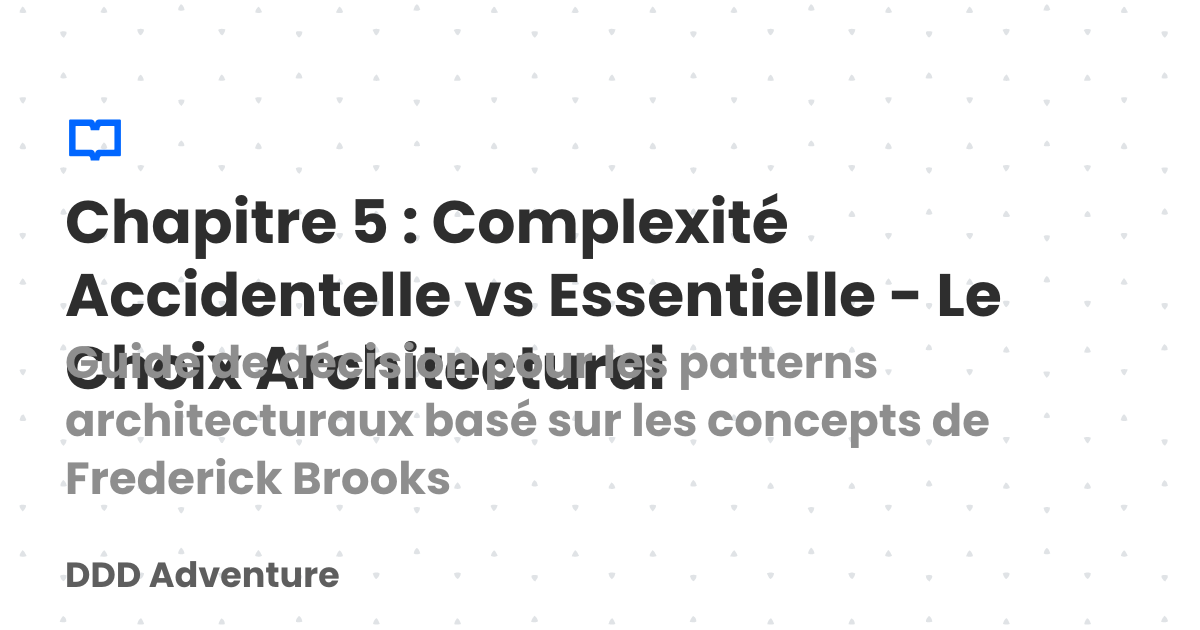 Chapitre 5 : Complexité
Accidentelle vs Essentielle - Le
Choix Architectural
Guide de décision pour les patterns
architecturaux basé sur les concepts de
Frederick Brooks
DDD Adventure